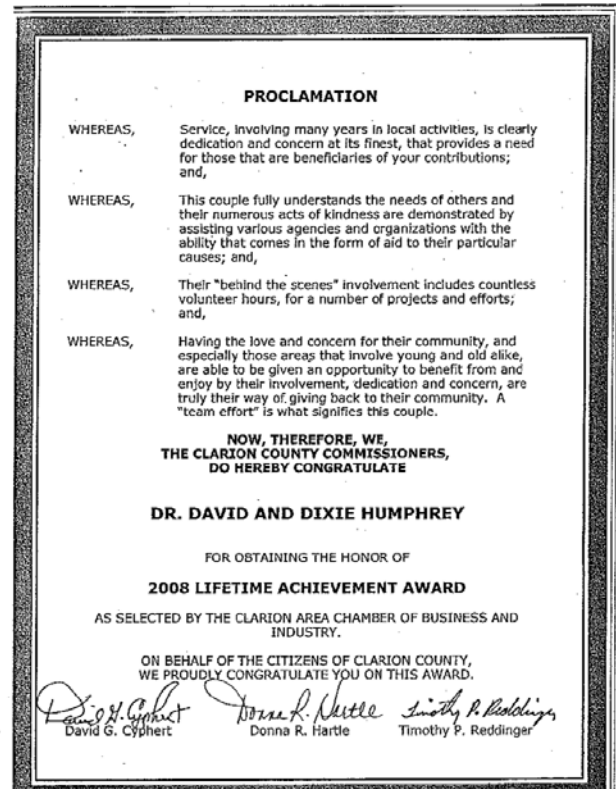 PROCLAMATION
WHEREAS, Service, involving many years in local activities, is clearly
dedication and concern at its finest, that provides a need
for those that are beneficiaries of your contributions;
and,
WHEREAS, This couple fully understands the needs of others and
their numerous acts of kindness are demonstrated by
assisting various agencies and organizations with the
ability that comes in the form of aid to their particular
causes; and,
WHEREAS, Their "behind the scenes" involvement includes countless
volunteer hours, for a number of projects and efforts;
and,
WHEREAS, Having the love and concern for their community, and
especially those areas that involve young and old alike,
are able to be given an opportunity to benefit from and
enjoy by their involvement, dedication and concern, are
truly their way of giving back to their community. A
"team effort" is what signifies this couple.
NOW, THEREFORE, WE,
THE CLARION COUNTY COMMISSIONERS,
DO HEREBY CONGRATULATE
DR. DAVID AND DIXIE HUMPHREY
FOR OBTAINING THE HONOR OF
2008 LIFETIME ACHIEVEMENT AWARD
AS SELECTED BY THE CLARION AREA CHAMBER OF BUSINESS AND
INDUSTRY.
ON BEHALF OF THE CITIZENS OF CLARION COUNTY,
WE PROUDLY CONGRATULATE YOU ON THIS AWARD.
David G. Cyphert Donna R. Hartle Timothy P. Reddinger
David G. Cyphert Donna R. Hartle Timothy P. Reddinger